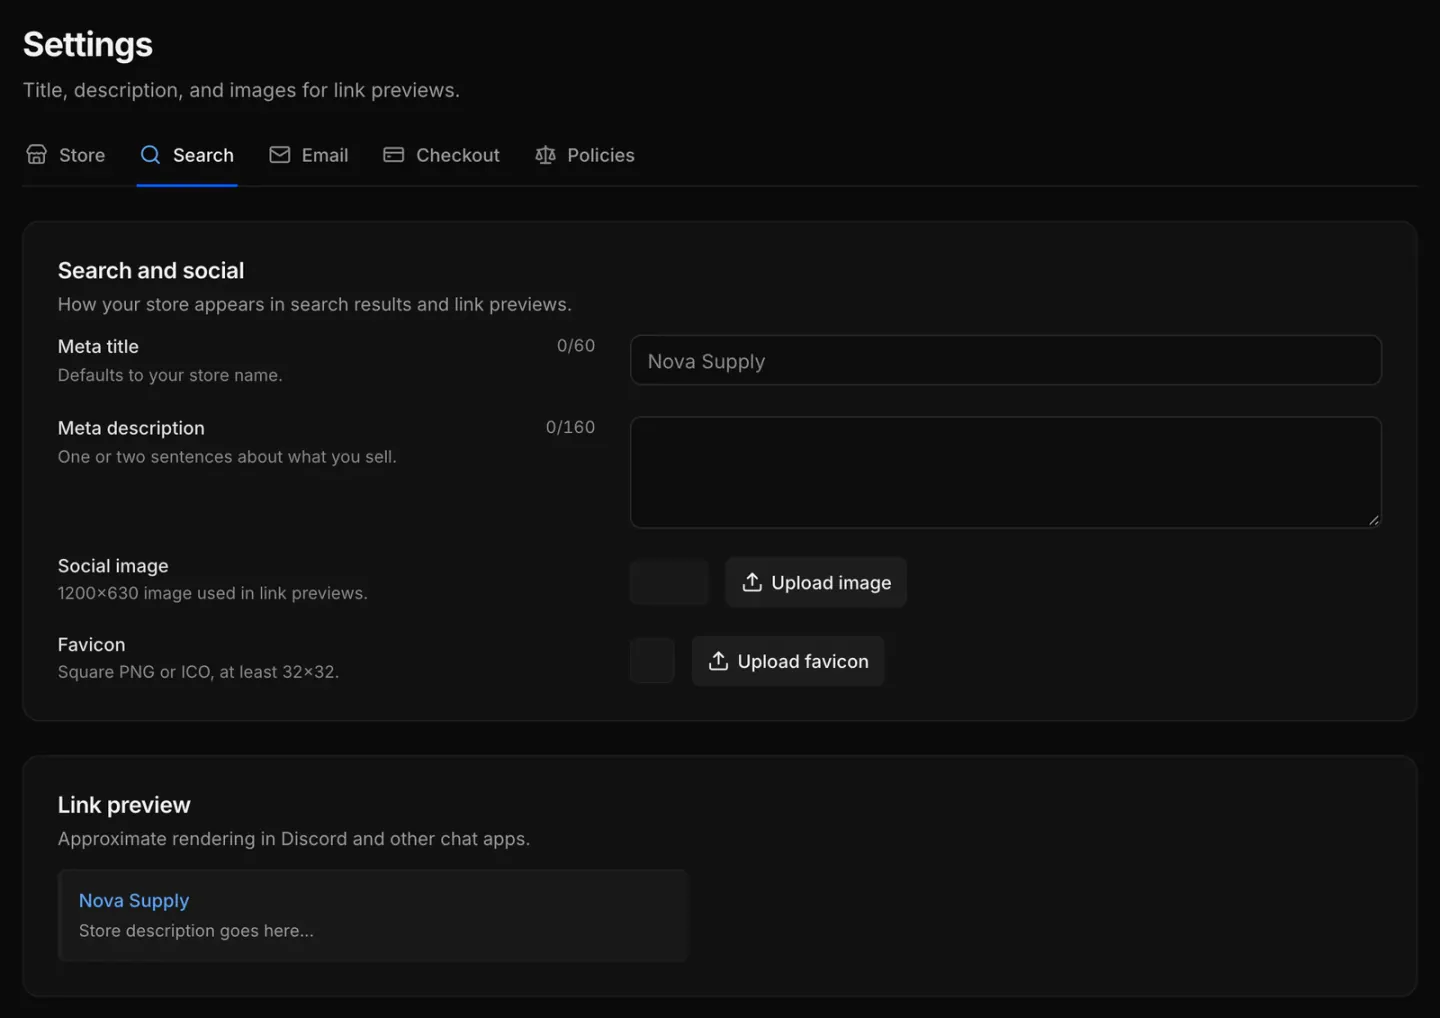 Settings
Title, description, and images for link previews.
Store
Search
Email
Checkout
Policies
Search and social
How your store appears in search results and link previews.
Meta title
0/60
Defaults to your store name.
Nova Supply
Meta description
0/160
One or two sentences about what you sell.
Social image
1200×630 image used in link previews.
Upload image
Favicon
Square PNG or ICO, at least 32×32.
Upload favicon
Link preview
Approximate rendering in Discord and other chat apps.
Nova Supply
Store description goes here...